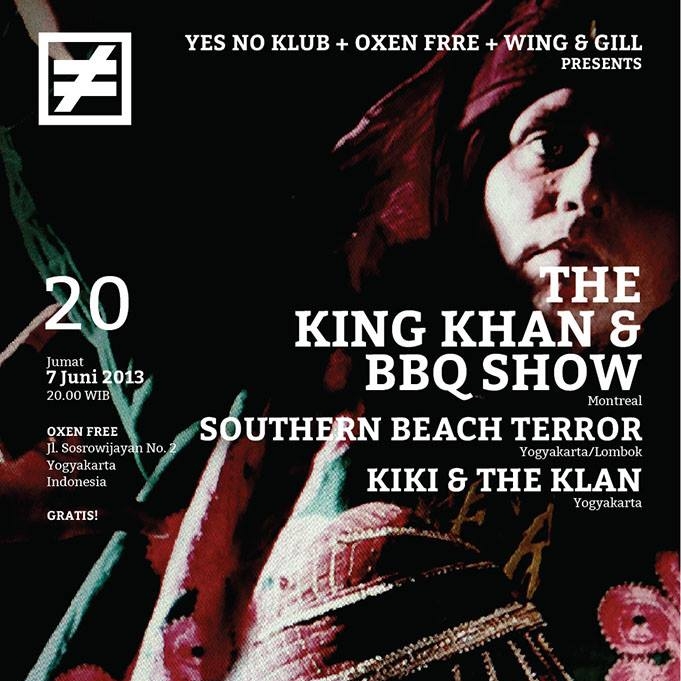 YES NO KLUB + OXEN FRRE + WING & GILL
PRESENTS
THE
KING KHAN &
BBQ SHOW
Montreal
SOUTHERN BEACH TERROR
Yogyakarta/Lombok
KIKI & THE KLAN
Yogyakarta
20
Jumat
7 Juni 2013
20.00 WIB
OXEN FREE
Jl. Sosrowijayan No. 2
Yogyakarta
Indonesia
GRATIS!